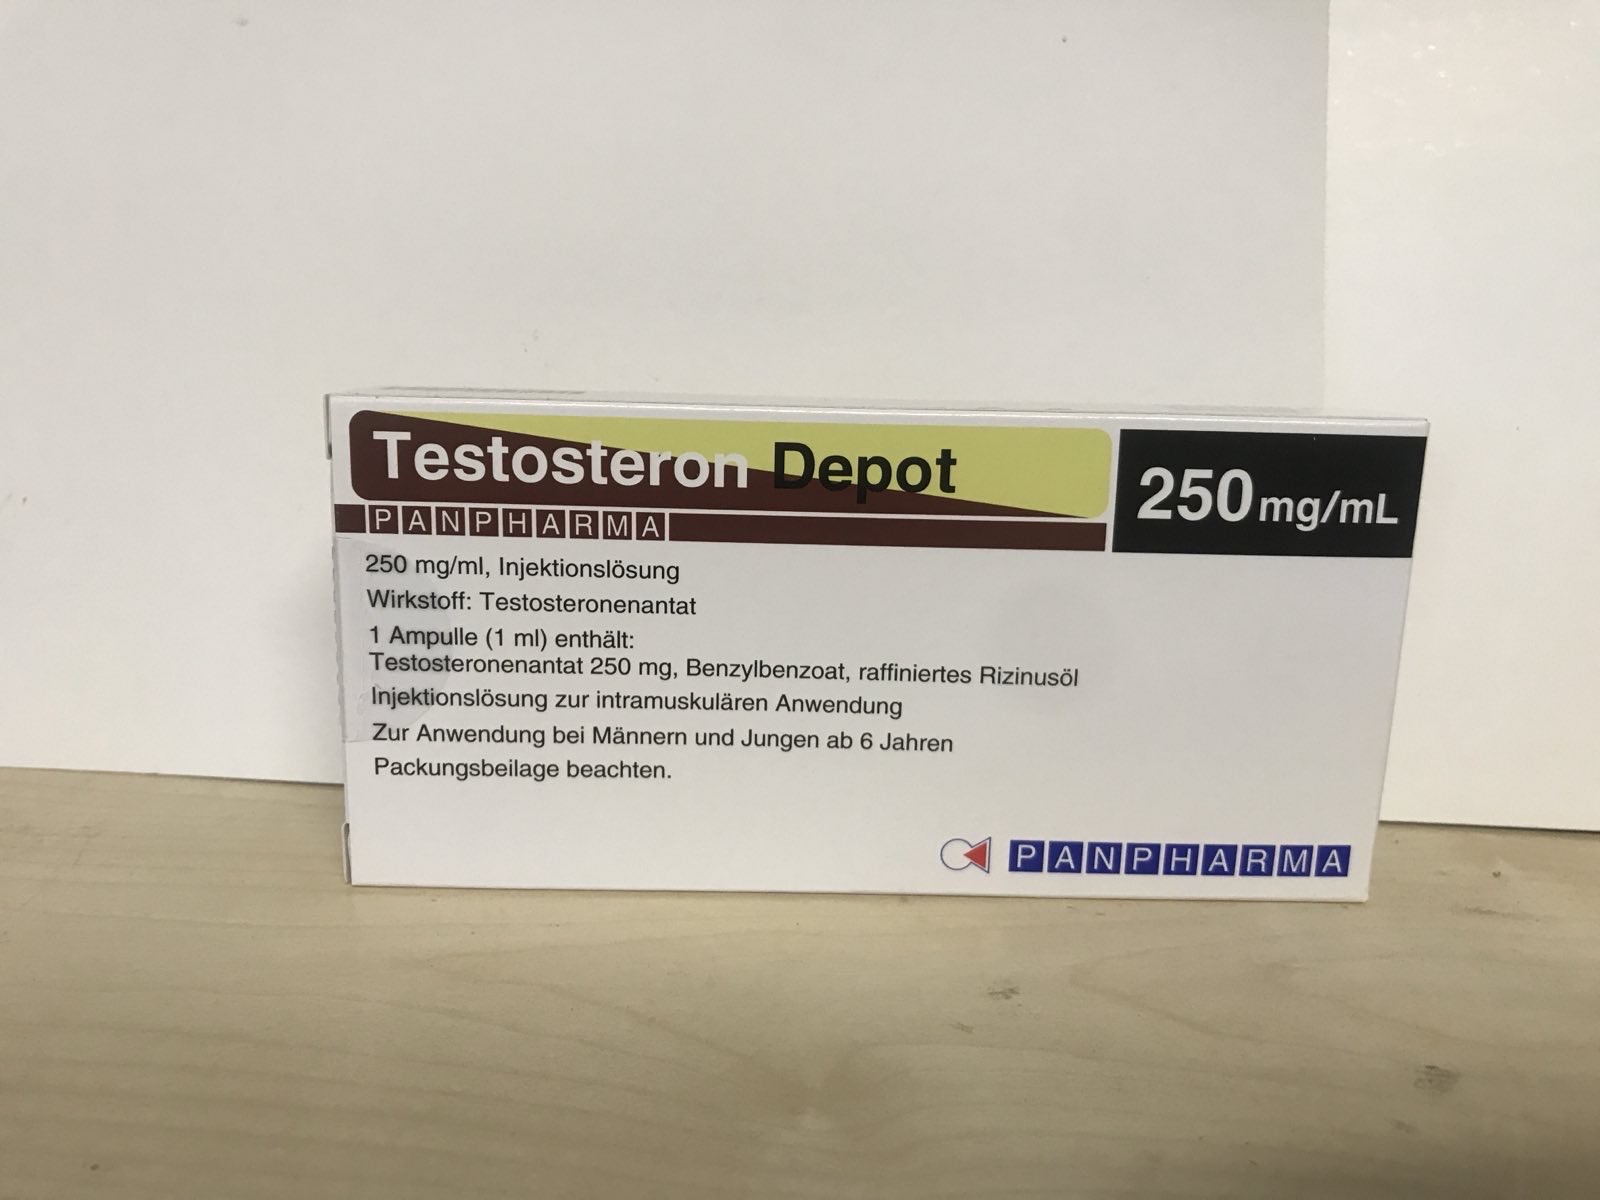 Testosteron Depot
250 mg/mL
PANPHARMA
250 mg/ml, Injektionslösung
Wirkstoff: Testosteronenantat
1 Ampulle (1 ml) enthält:
Testosteronenantat 250 mg, Benzylbenzoat, raffiniertes Rizinusöl
Injektionslösung zur intramuskulären Anwendung
Zur Anwendung bei Männern und Jungen ab 6 Jahren
Packungsbeilage beachten.
PANPHARMA